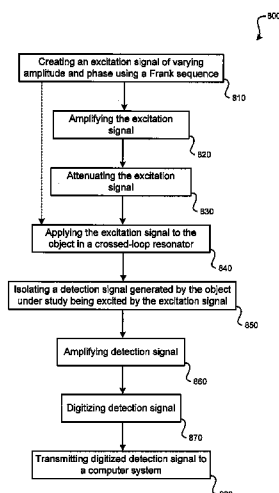 800
Creating an excitation signal of varying
amplitude and phase using a Frank sequence
810
Amplifying the excitation
signal
820
Attenuating the excitation
signal
830
Applying the excitation signal to the
object in a crossed-loop resonator
840
Isolating a detection signal generated by the object
under study being excited by the excitation signal
850
Amplifying detection signal
860
Digitizing detection signal
870
Transmitting digitized detection signal to
a computer system